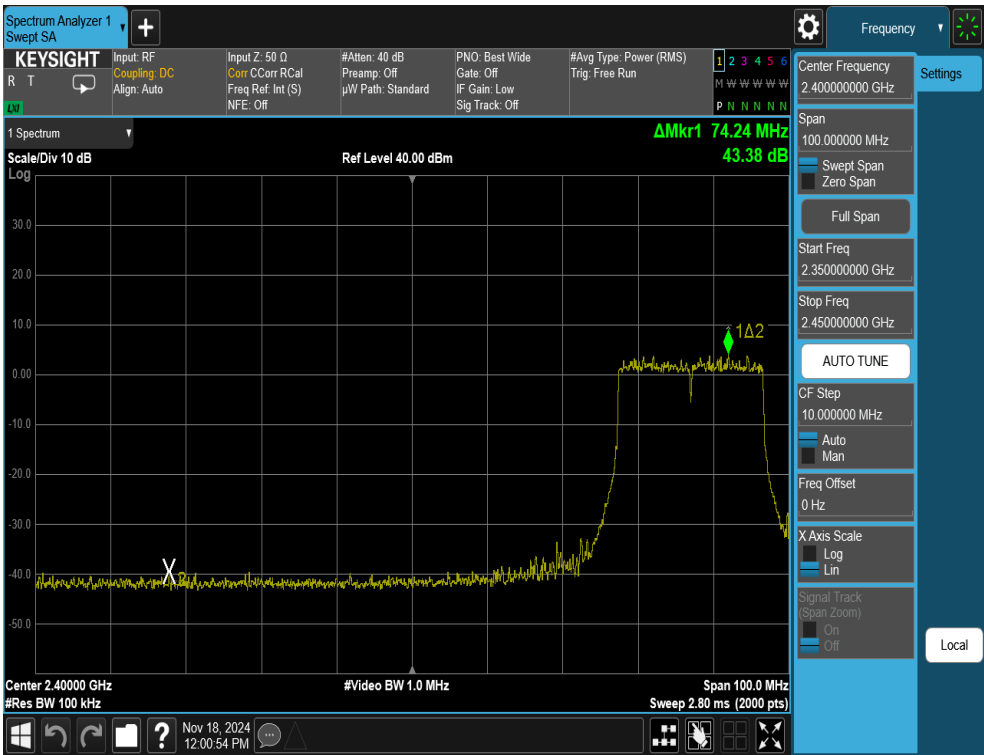 Spectrum Analyzer 1
Swept SA
Frequency
KEYSIGHT
R T
LXI
Input: RF
Coupling: DC
Align: Auto
Input Z: 50 Ω
Corr CCorr RCal
Freq Ref: Int (S)
NFE: Off
#Atten: 40 dB
Preamp: Off
µW Path: Standard
PNO: Best Wide
Gate: Off
IF Gain: Low
Sig Track: Off
#Avg Type: Power (RMS)
Trig: Free Run
1 2 3 4 5 6
M W W W W W
P N N N N N
1 Spectrum
Scale/Div 10 dB
Log
Ref Level 40.00 dBm
ΔMkr1 74.24 MHz
43.38 dB
30.0
20.0
10.0
0.00
-10.0
-20.0
-30.0
-40.0
-50.0
1Δ2
X
Center 2.40000 GHz
#Res BW 100 kHz
#Video BW 1.0 MHz
Span 100.0 MHz
Sweep 2.80 ms (2000 pts)
Nov 18, 2024
12:00:54 PM
Center Frequency
2.400000000 GHz
Settings
Span
100.000000 MHz
Swept Span
Zero Span
Full Span
Start Freq
2.350000000 GHz
Stop Freq
2.450000000 GHz
AUTO TUNE
CF Step
10.000000 MHz
Auto
Man
Freq Offset
0 Hz
X Axis Scale
Log
Lin
Signal Track
(Span Zoom)
On
Off
Local